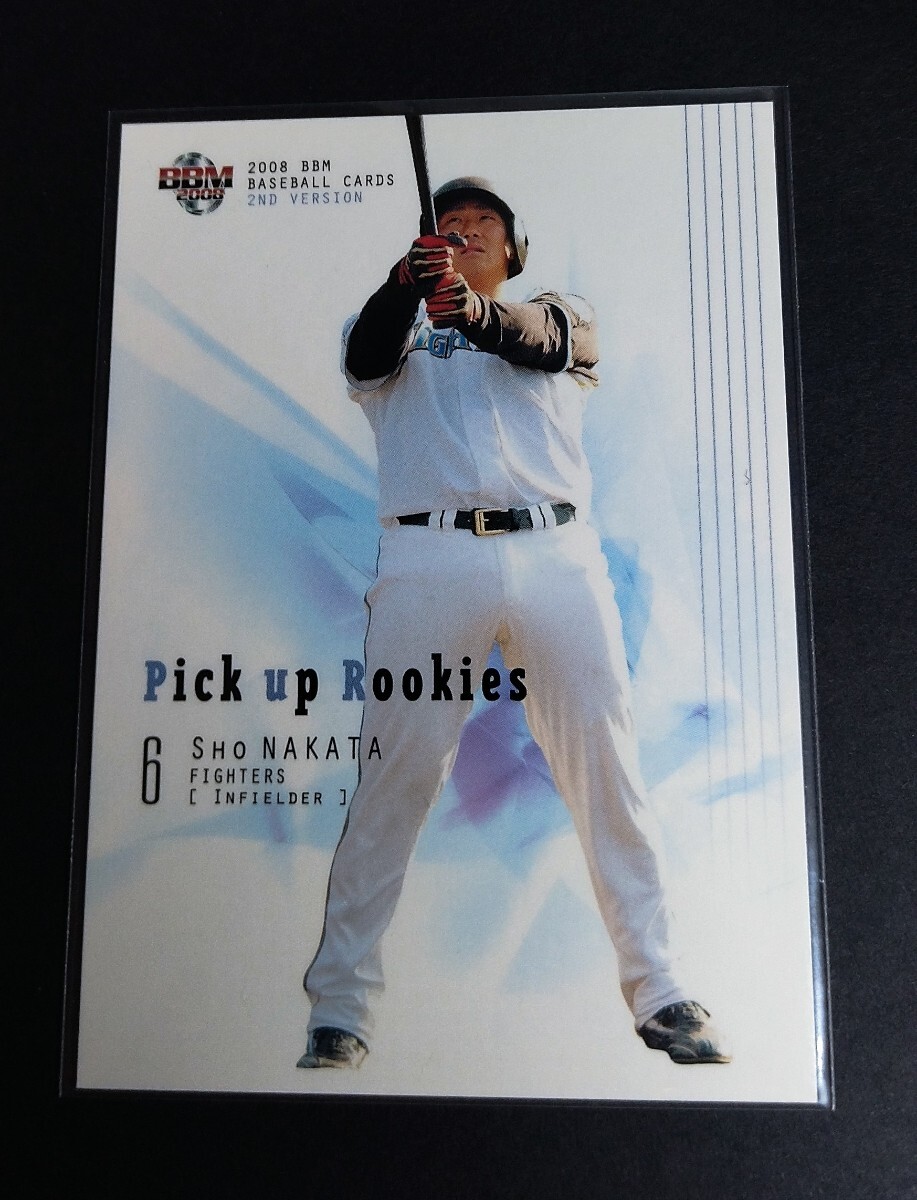 BBM
2008
2008 BBM
BASEBALL CARDS
2ND VERSION
Pick up Rookies
6
SHO NAKATA
FIGHTERS
[ INFIELDER ]